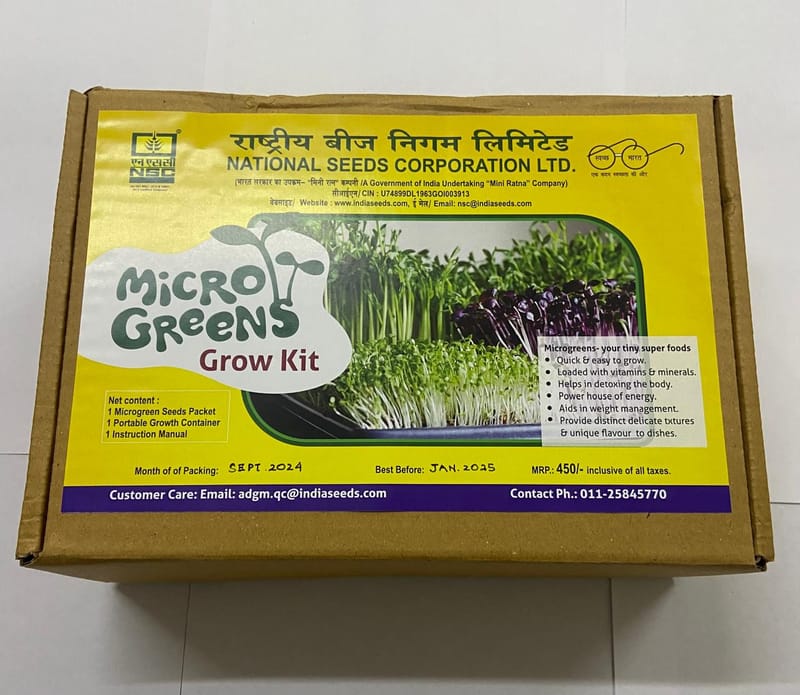 राष्ट्रीय बीज निगम लिमिटेड
NATIONAL SEEDS CORPORATION LTD.
(भारत सरकार का उपक्रम– "मिनी रत्न" कम्पनी /A Government of India Undertaking "Mini Ratna" Company)
सीआईएन / CIN : U74899DL1963GOI003913
वेबसाइट/ Website : www.indiaseeds.com, ई मेल/ Email: nsc@indiaseeds.com
एन एस सी
NSC
स्वच्छ भारत
एक कदम स्वच्छता की ओर
MiCRO
GReeNS
Grow Kit
Net content :
1 Microgreen Seeds Packet
1 Portable Growth Container
1 Instruction Manual
Microgreens- your tiny super foods
• Quick & easy to grow.
• Loaded with vitamins & minerals.
• Helps in detoxing the body.
• Power house of energy.
• Aids in weight management.
• Provide distinct delicate txtures
& unique flavour to dishes.
Month of of Packing: SEPT. 2024
Best Before: JAN. 2025
MRP.: 450/- inclusive of all taxes.
Customer Care: Email: adgm.qc@indiaseeds.com
Contact Ph.: 011-25845770